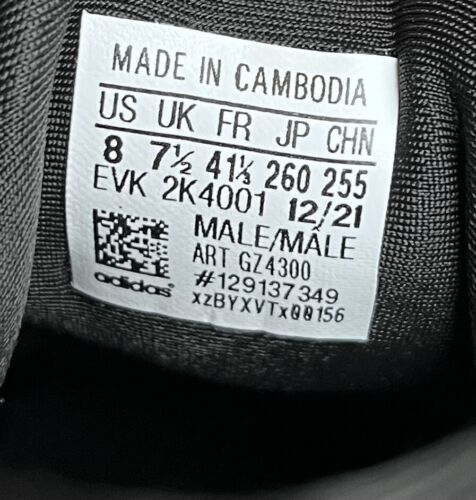 MADE IN CAMBODIA
US UK FR JP CHN
8 7½ 41⅓ 260 255
EVK 2K4001 12/21
MALE/MÂLE
ART GZ4300
#129137349
adidas
xzBYXVTx00156